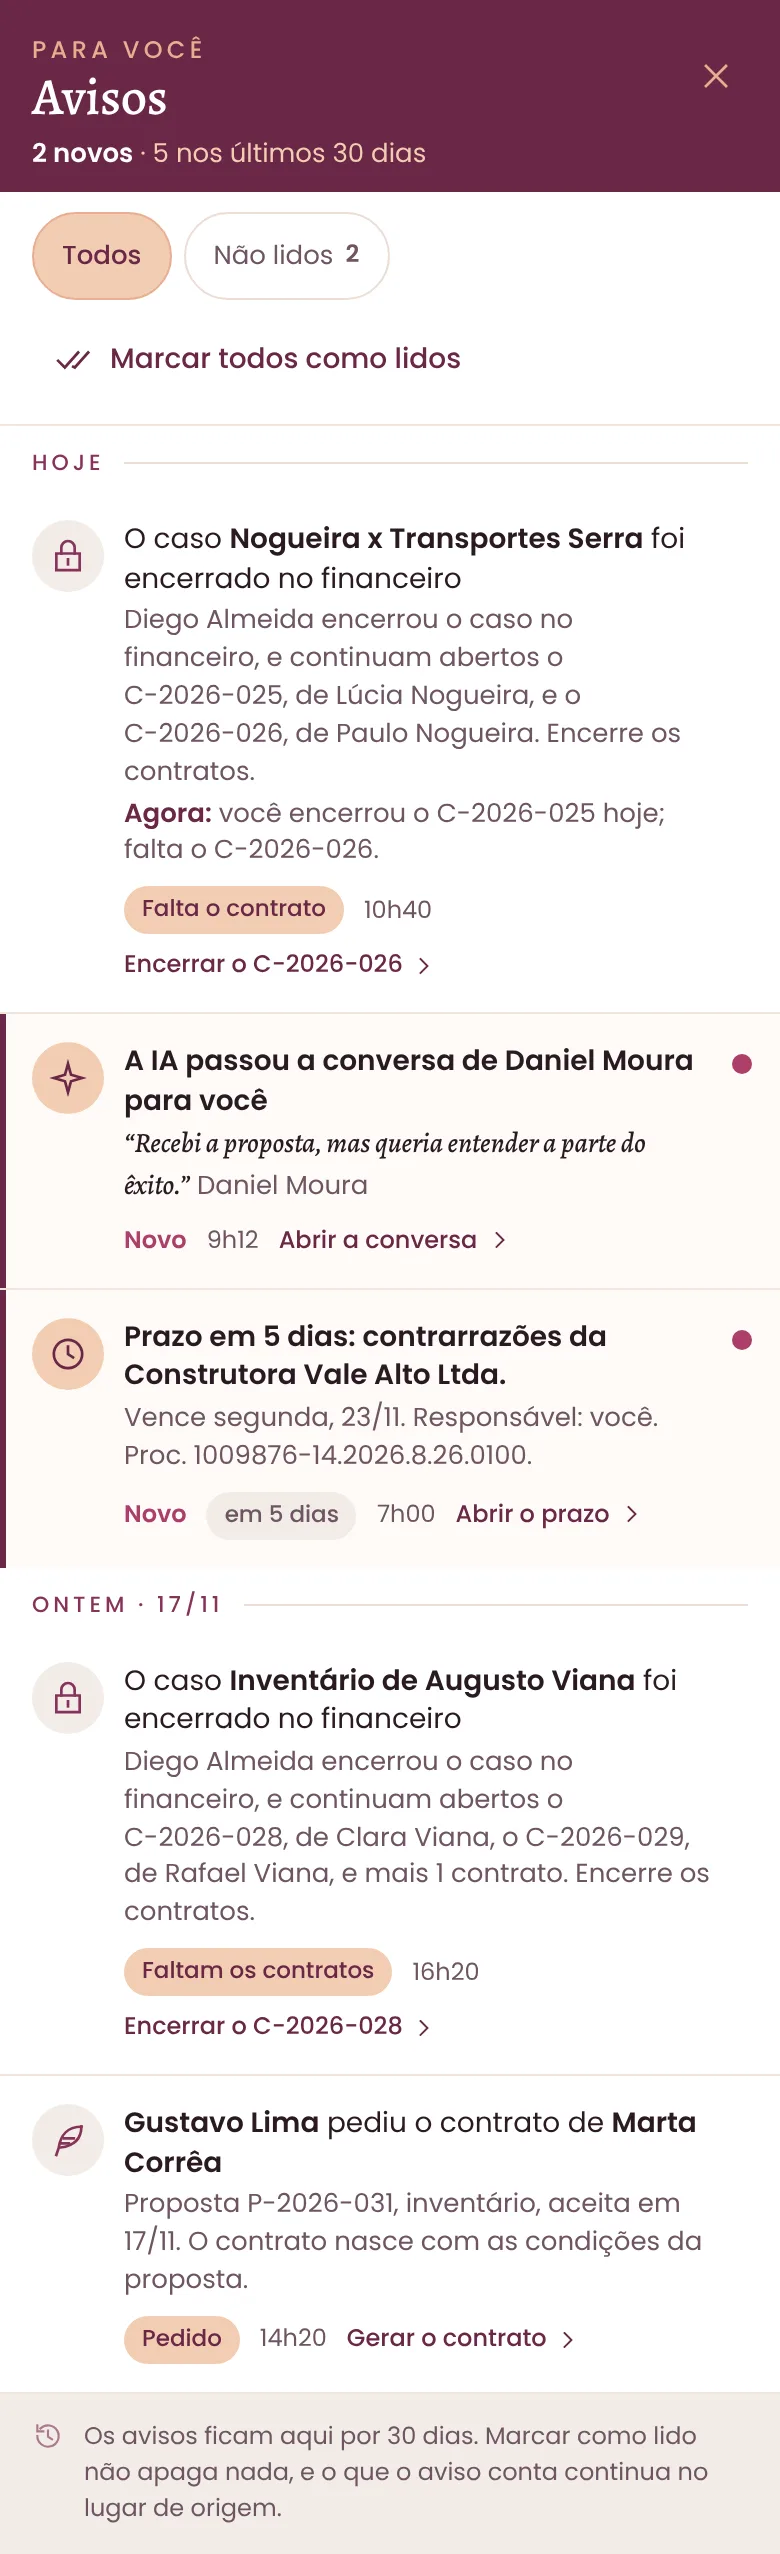 PARA VOCÊ
Avisos
2 novos · 5 nos últimos 30 dias
Todos
Não lidos 2
Marcar todos como lidos
HOJE
O caso Nogueira x Transportes Serra foi
encerrado no financeiro
Diego Almeida encerrou o caso no
financeiro, e continuam abertos o
C-2026-025, de Lúcia Nogueira, e o
C-2026-026, de Paulo Nogueira. Encerre os
contratos.
Agora: você encerrou o C-2026-025 hoje;
falta o C-2026-026.
Falta o contrato 10h40
Encerrar o C-2026-026
A IA passou a conversa de Daniel Moura
para você
“Recebi a proposta, mas queria entender a parte do
êxito.” Daniel Moura
Novo 9h12 Abrir a conversa
Prazo em 5 dias: contrarrazões da
Construtora Vale Alto Ltda.
Vence segunda, 23/11. Responsável: você.
Proc. 1009876-14.2026.8.26.0100.
Novo em 5 dias 7h00 Abrir o prazo
ONTEM · 17/11
O caso Inventário de Augusto Viana foi
encerrado no financeiro
Diego Almeida encerrou o caso no
financeiro, e continuam abertos o
C-2026-028, de Clara Viana, o C-2026-029,
de Rafael Viana, e mais 1 contrato. Encerre os
contratos.
Faltam os contratos 16h20
Encerrar o C-2026-028
Gustavo Lima pediu o contrato de Marta
Corrêa
Proposta P-2026-031, inventário, aceita em
17/11. O contrato nasce com as condições da
proposta.
Pedido 14h20 Gerar o contrato
Os avisos ficam aqui por 30 dias. Marcar como lido
não apaga nada, e o que o aviso conta continua no
lugar de origem.